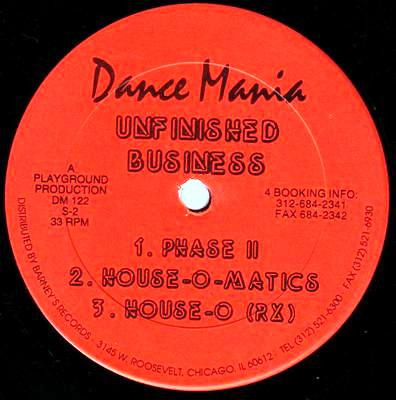 Dance Mania
UNFINISHED
BUSINESS
A
PLAYGROUND
PRODUCTION
DM 122
S-2
33 RPM
4 BOOKING INFO:
312-684-2341
FAX 684-2342
1. PHASE II
2. HOUSE-O-MATICS
3. HOUSE-O (RX)
DISTRIBUTED BY BARNEY'S RECORDS · 3145 W. ROOSEVELT, CHICAGO, IL 60612 · TEL (312) 521-6300 · FAX (312) 521-6930